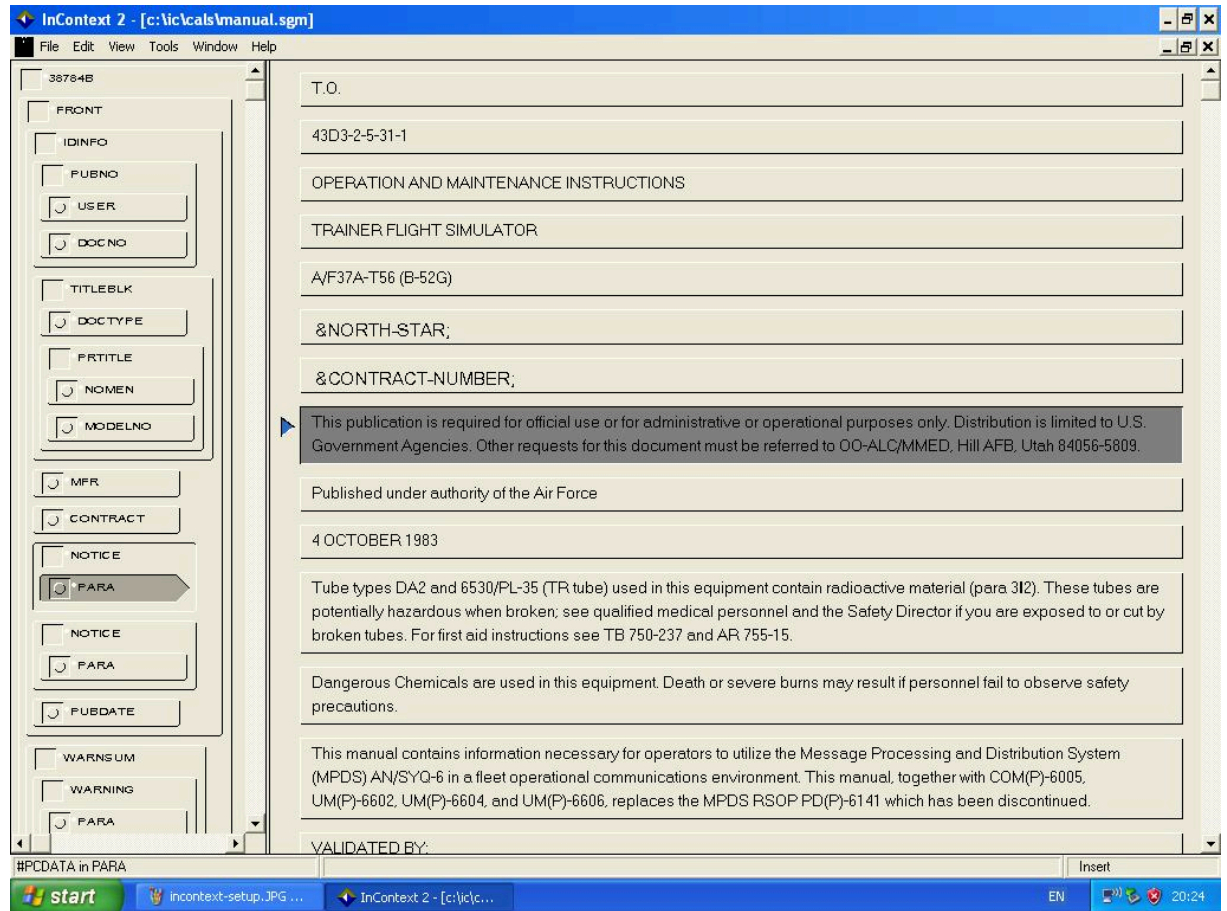 InContext 2 - [c:\ic\cals\manual.sgm]
File Edit View Tools Window Help
38784B
FRONT
IDINFO
PUBNO
USER
DOCNO
TITLEBLK
DOCTYPE
PRTITLE
NOMEN
MODELNO
MFR
CONTRACT
NOTICE
PARA
NOTICE
PARA
PUBDATE
WARNSUM
WARNING
PARA
T.O.
43D3-2-5-31-1
OPERATION AND MAINTENANCE INSTRUCTIONS
TRAINER FLIGHT SIMULATOR
A/F37A-T56 (B-52G)
&NORTH-STAR;
&CONTRACT-NUMBER;
This publication is required for official use or for administrative or operational purposes only. Distribution is limited to U.S.
Government Agencies. Other requests for this document must be referred to OO-ALC/MMED, Hill AFB, Utah 84056-5809.
Published under authority of the Air Force
4 OCTOBER 1983
Tube types DA2 and 6530/PL-35 (TR tube) used in this equipment contain radioactive material (para 3I2). These tubes are
potentially hazardous when broken; see qualified medical personnel and the Safety Director if you are exposed to or cut by
broken tubes. For first aid instructions see TB 750-237 and AR 755-15.
Dangerous Chemicals are used in this equipment. Death or severe burns may result if personnel fail to observe safety
precautions.
This manual contains information necessary for operators to utilize the Message Processing and Distribution System
(MPDS) AN/SYQ-6 in a fleet operational communications environment. This manual, together with COM(P)-6005,
UM(P)-6602, UM(P)-6604, and UM(P)-6606, replaces the MPDS RSOP PD(P)-6141 which has been discontinued.
VALIDATED BY:
#PCDATA in PARA
Insert
start
incontext-setup.JPG ...
InContext 2 - [c:\ic\c...
EN
20:24